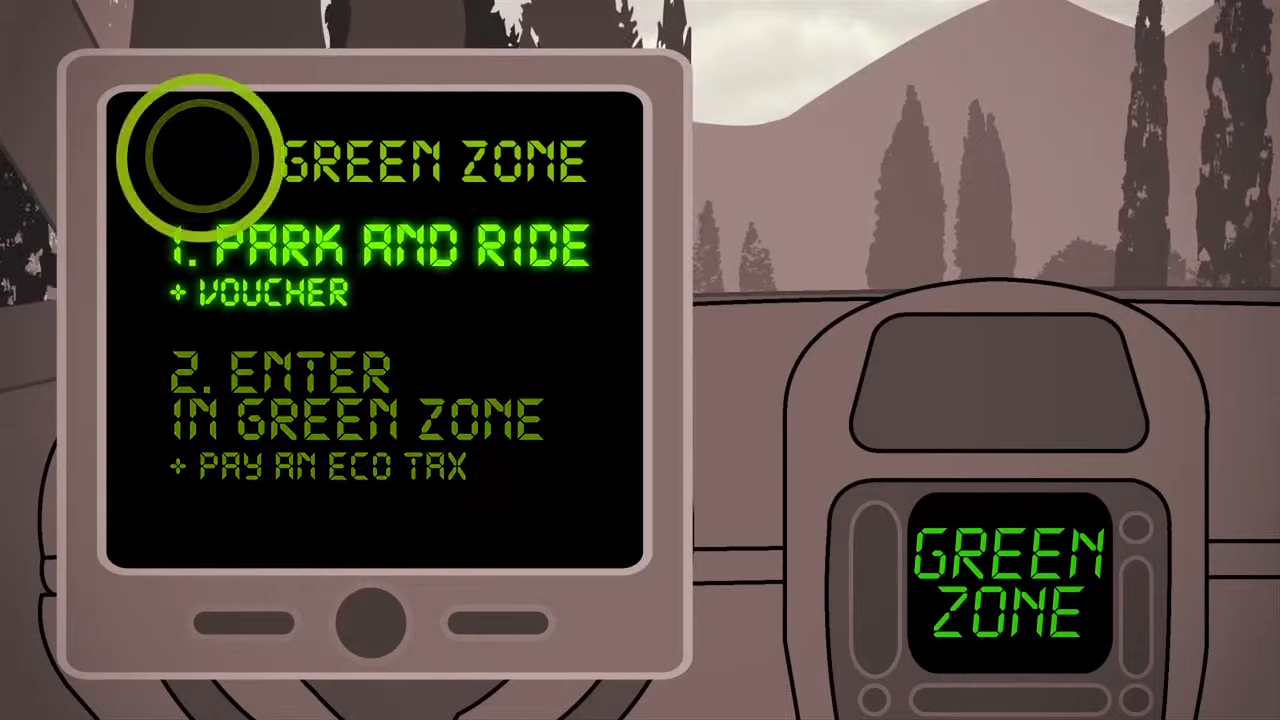 GREEN ZONE
1. PARK AND RIDE
+ VOUCHER
2. ENTER
IN GREEN ZONE
+ PAY AN ECO TAX
GREEN
ZONE